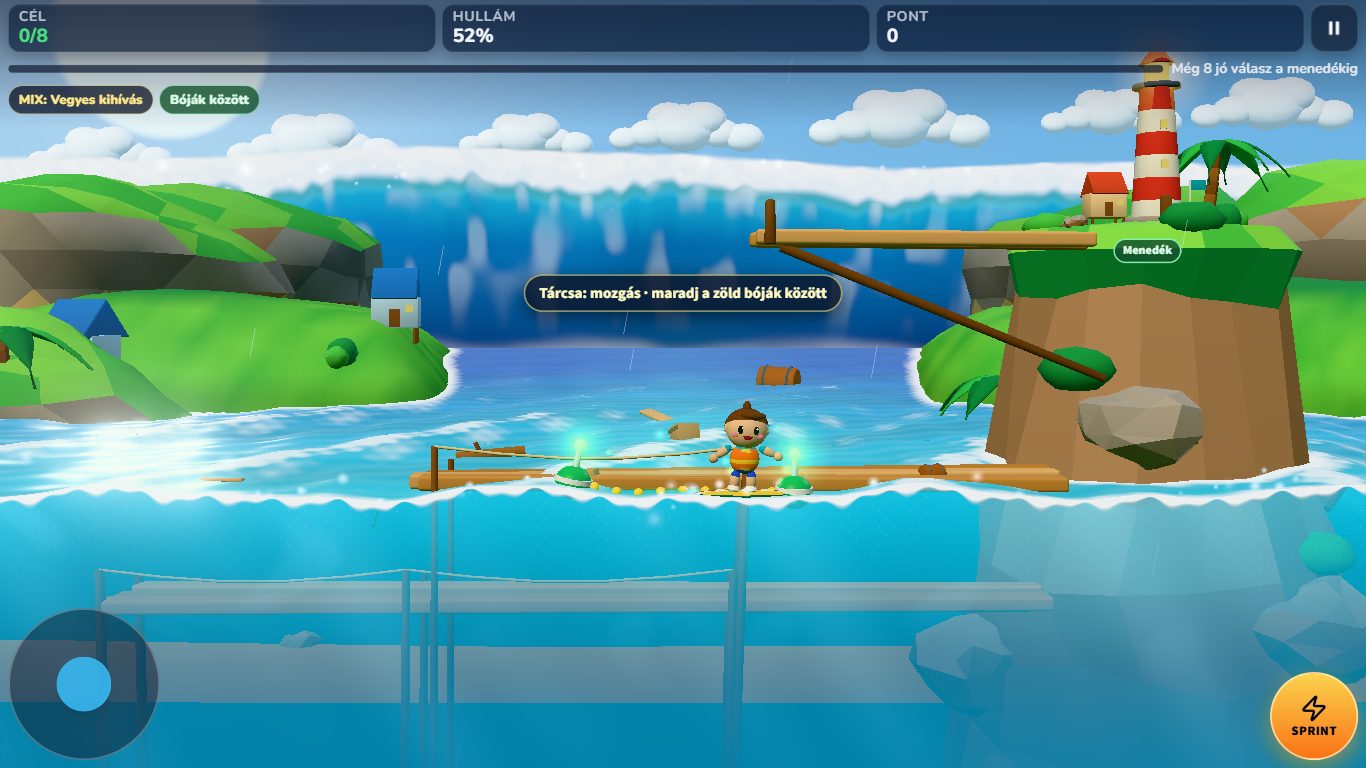 CÉL
0/8
HULLÁM
52%
PONT
0
Még 8 jó válasz a menedékig
MIX: Vegyes kihívás
Bóják között
Menedék
Tárcsa: mozgás · maradj a zöld bóják között
SPRINT